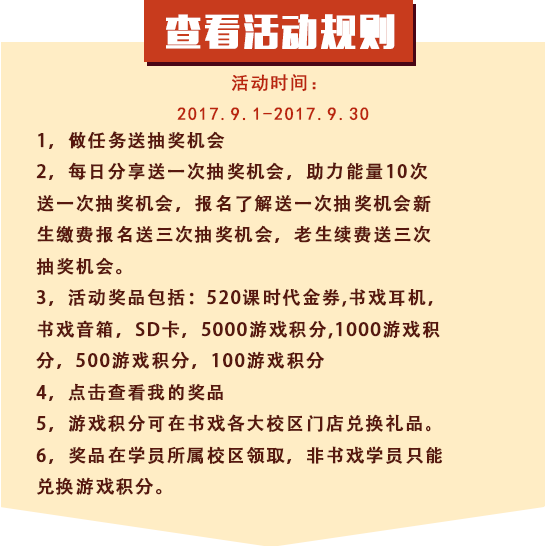 查看活动规则
活动时间：
2017.9.1-2017.9.30
1，做任务送抽奖机会
2，每日分享送一次抽奖机会，助力能量10次
送一次抽奖机会，报名了解送一次抽奖机会新
生缴费报名送三次抽奖机会，老生续费送三次
抽奖机会。
3，活动奖品包括：520课时代金券,书戏耳机，
书戏音箱，SD卡，5000游戏积分,1000游戏积
分，500游戏积分，100游戏积分
4，点击查看我的奖品
5，游戏积分可在书戏各大校区门店兑换礼品。
6，奖品在学员所属校区领取，非书戏学员只能
兑换游戏积分。